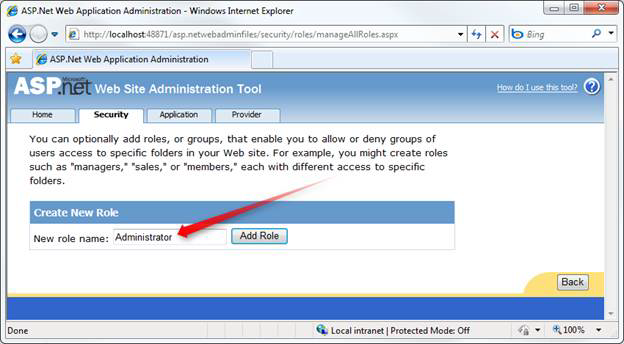 ASP.Net Web Application Administration - Windows Internet Explorer
http://localhost:48871/asp.netwebadminfiles/security/roles/manageAllRoles.aspx
Bing
ASP.Net Web Application Administration
Microsoft
ASP.net Web Site Administration Tool
How do I use this tool? ?
Home Security Application Provider
You can optionally add roles, or groups, that enable you to allow or deny groups of
users access to specific folders in your Web site. For example, you might create roles
such as "managers," "sales," or "members," each with different access to specific
folders.
Create New Role
New role name: Administrator Add Role
Back
Done Local intranet | Protected Mode: Off 100%